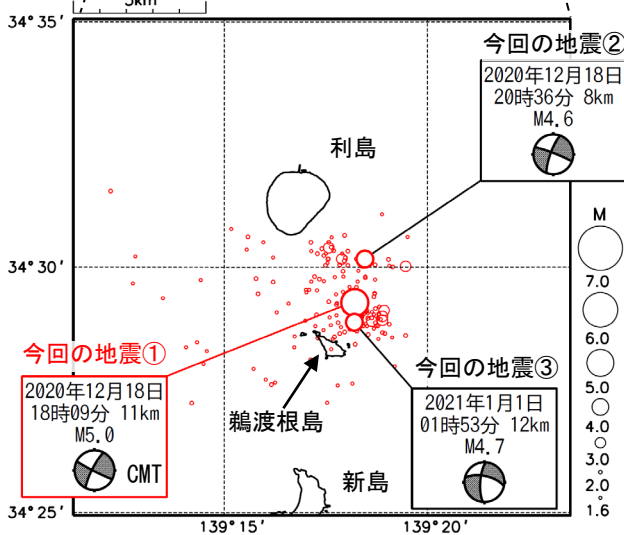 5km
34°35′
今回の地震②
2020年12月18日
20時36分 8km
M4.6
利島
M
7.0
6.0
5.0
4.0
3.0
2.0
1.6
34°30′
今回の地震①
2020年12月18日
18時09分 11km
M5.0
CMT
鵜渡根島
今回の地震③
2021年1月1日
01時53分 12km
M4.7
新島
34°25′
139°15′
139°20′